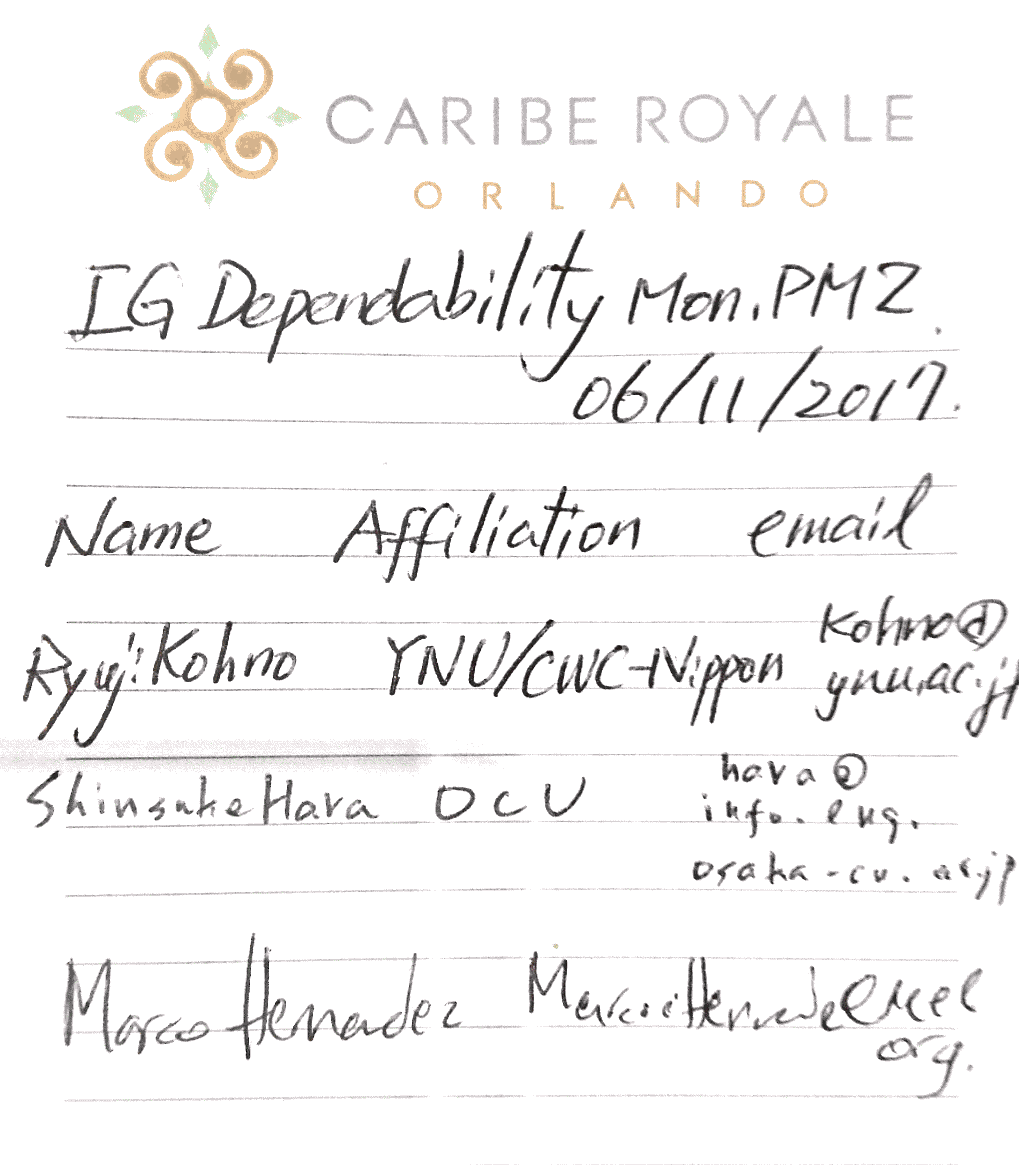 CARIBE ROYALE
ORLANDO
IG Dependability Mon. PM2.
06/11/2017.
Name Affiliation email
Ryuji Kohno YNU/CWC-Nippon Kohno@
ynu.ac.jp
Shinsuke Hara OCU hara@
info.eng.
osaka-cu.ac.jp
Marco Hernadez
org.